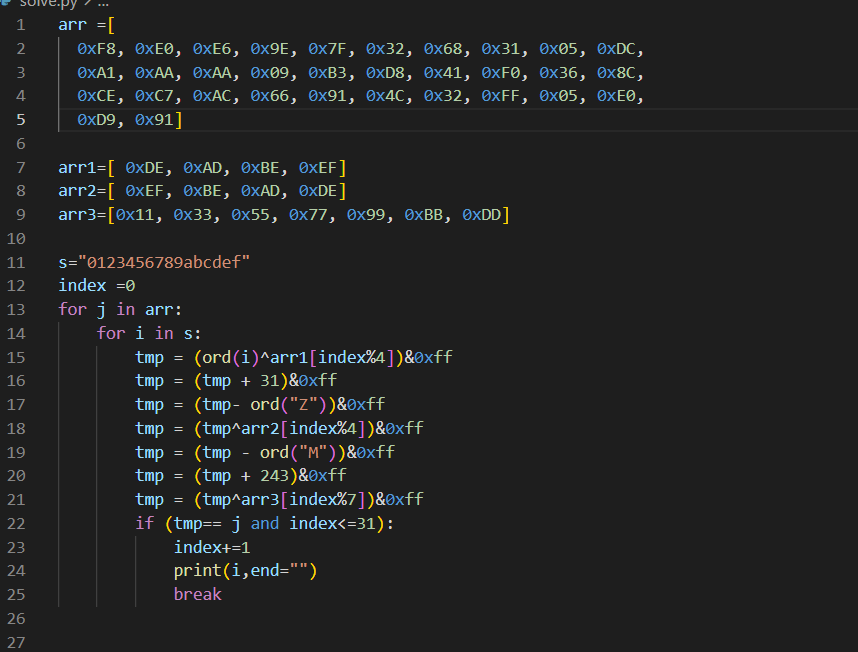 solve.py > ...
1 arr =[
2 0xF8, 0xE0, 0xE6, 0x9E, 0x7F, 0x32, 0x68, 0x31, 0x05, 0xDC,
3 0xA1, 0xAA, 0xAA, 0x09, 0xB3, 0xD8, 0x41, 0xF0, 0x36, 0x8C,
4 0xCE, 0xC7, 0xAC, 0x66, 0x91, 0x4C, 0x32, 0xFF, 0x05, 0xE0,
5 0xD9, 0x91]
6
7 arr1=[ 0xDE, 0xAD, 0xBE, 0xEF]
8 arr2=[ 0xEF, 0xBE, 0xAD, 0xDE]
9 arr3=[0x11, 0x33, 0x55, 0x77, 0x99, 0xBB, 0xDD]
10
11 s="0123456789abcdef"
12 index =0
13 for j in arr:
14 for i in s:
15 tmp = (ord(i)^arr1[index%4])&0xff
16 tmp = (tmp + 31)&0xff
17 tmp = (tmp- ord("Z"))&0xff
18 tmp = (tmp^arr2[index%4])&0xff
19 tmp = (tmp - ord("M"))&0xff
20 tmp = (tmp + 243)&0xff
21 tmp = (tmp^arr3[index%7])&0xff
22 if (tmp== j and index<=31):
23 index+=1
24 print(i,end="")
25 break
26
27